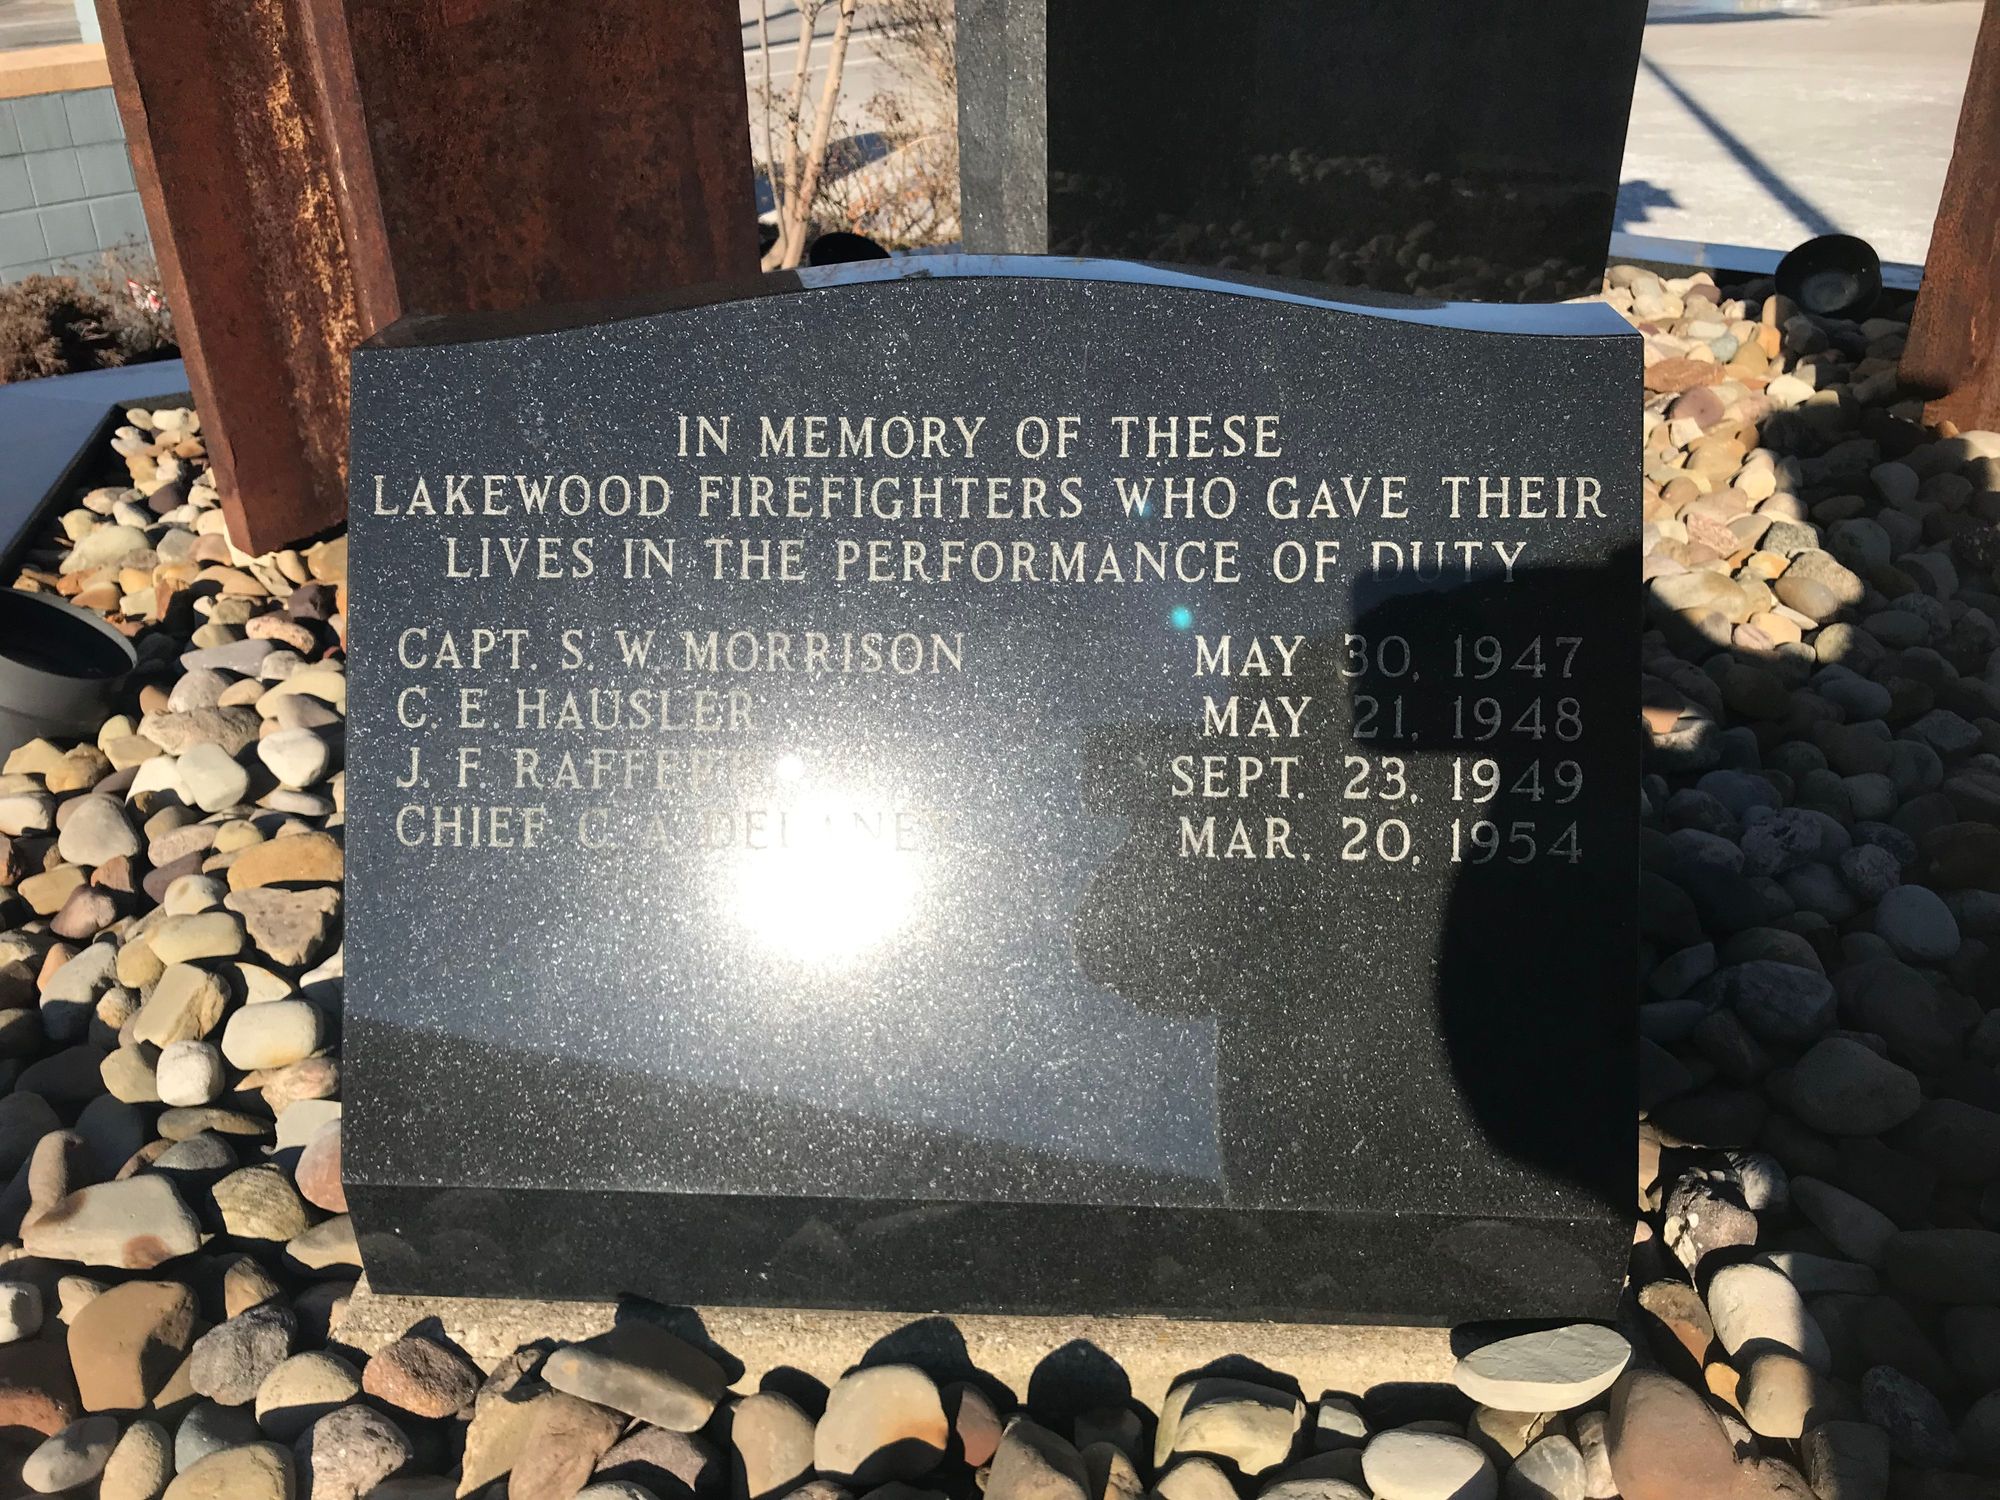 IN MEMORY OF THESE
LAKEWOOD FIREFIGHTERS WHO GAVE THEIR
LIVES IN THE PERFORMANCE OF DUTY
CAPT. S. W. MORRISON MAY 30, 1947
C. E. HAUSLER MAY 21, 1948
J. F. SEPT. 23, 1949
CHIEF C. A. DELANEY MAR. 20, 1954